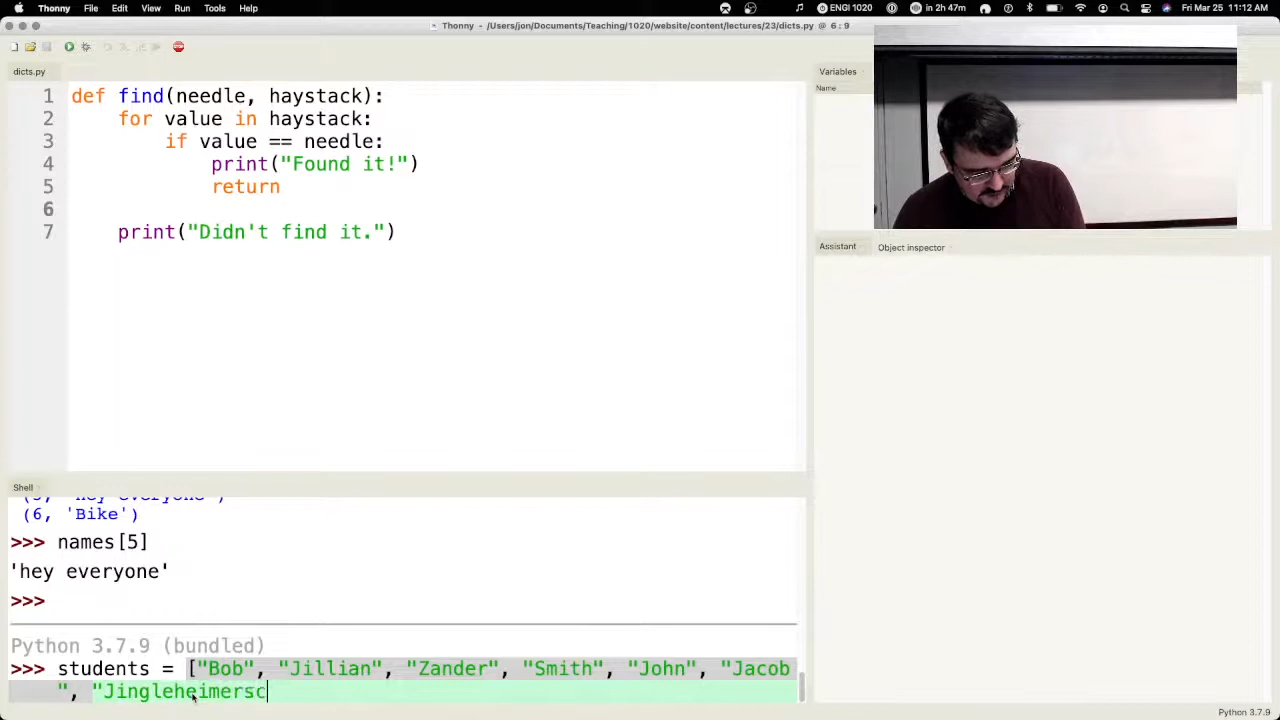 Thonny File Edit View Run Tools Help ENGI 1020 47m Fri Mar 25 11:12 AM
Thonny - /Users/jon/Documents/Teaching/1020/website/content/lectures/23/dicts.py @ 6 : 9
dicts.py
1 def find(needle, haystack):
2 for value in haystack:
3 if value == needle:
4 print("Found it!")
5 return
6
7 print("Didn't find it.")
Variables
Name
Assistant Object inspector
Shell
(6, 'Bike')
>>> names[5]
'hey everyone'
>>>
Python 3.7.9 (bundled)
>>> students = ["Bob", "Jillian", "Zander", "Smith", "John", "Jacob
", "Jingleheimersc
Python 3.7.9